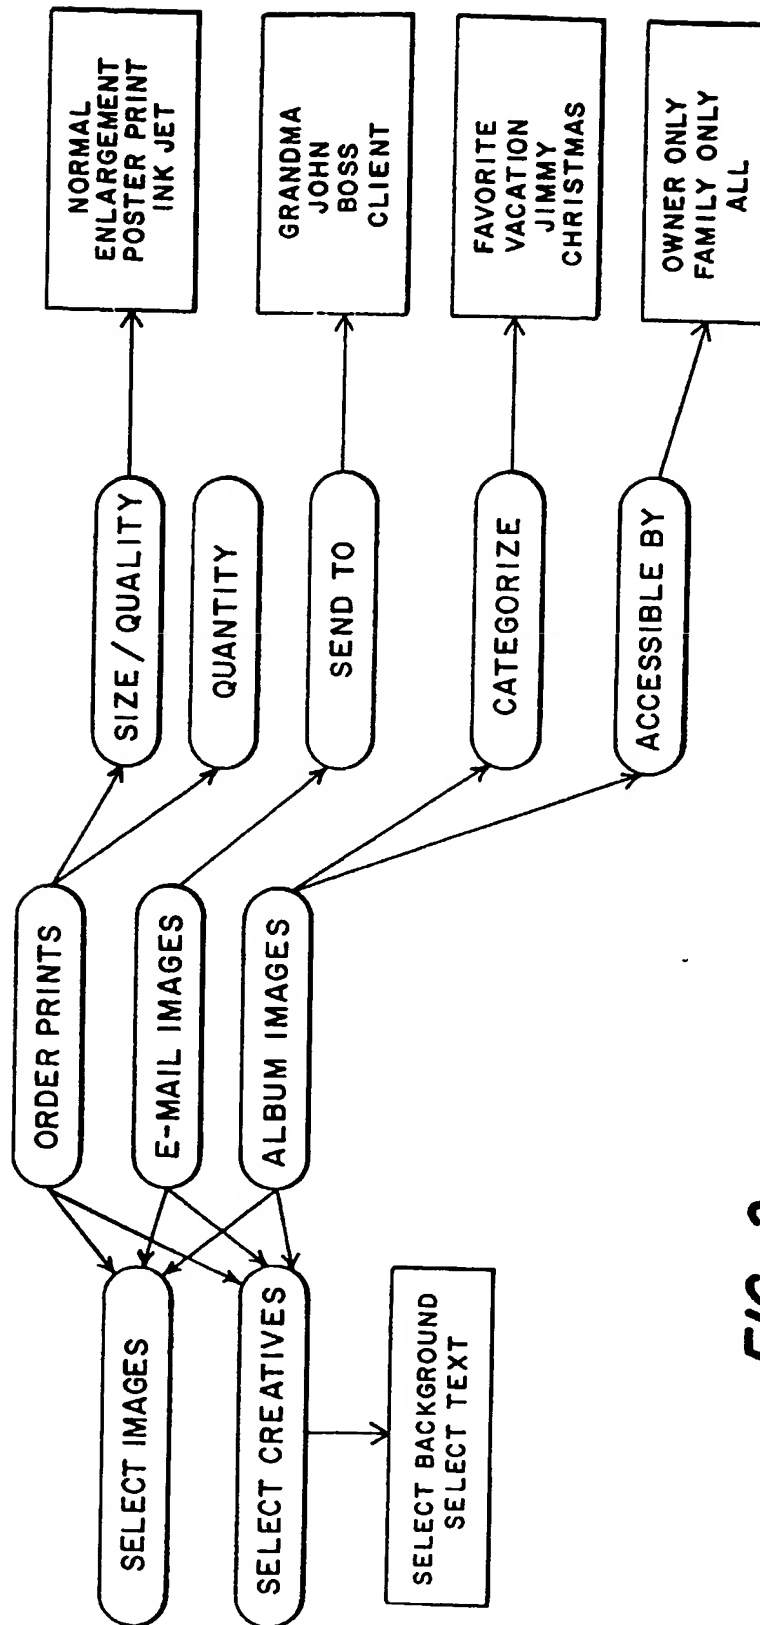 SELECT IMAGES
SELECT CREATIVES
SELECT BACKGROUND
SELECT TEXT
ORDER PRINTS
E-MAIL IMAGES
ALBUM IMAGES
SIZE / QUALITY
QUANTITY
SEND TO
CATEGORIZE
ACCESSIBLE BY
NORMAL
ENLARGEMENT
POSTER PRINT
INK JET
GRANDMA
JOHN
BOSS
CLIENT
FAVORITE
VACATION
JIMMY
CHRISTMAS
OWNER ONLY
FAMILY ONLY
ALL
FIG.